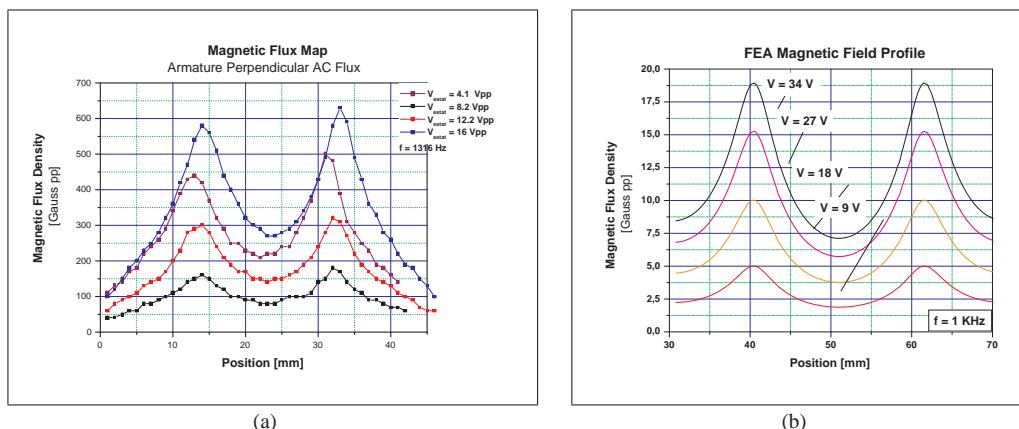 Magnetic Flux Map
Armature Perpendicular AC Flux
Magnetic Flux Density
[Gauss pp]
700
600
500
400
300
200
100
0
V_estat = 4.1 Vpp
V_estat = 8.2 Vpp
V_estat = 12.2 Vpp
V_estat = 16 Vpp
f = 1316 Hz
0
10
20
30
40
Position [mm]
(a)
FEA Magnetic Field Profile
Magnetic Flux Density
[Gauss pp]
20,0
17,5
15,0
12,5
10,0
7,5
5,0
2,5
0,0
V = 34 V
V = 27 V
V = 18 V
V = 9 V
f = 1 KHz
30
40
50
60
70
Position [mm]
(b)